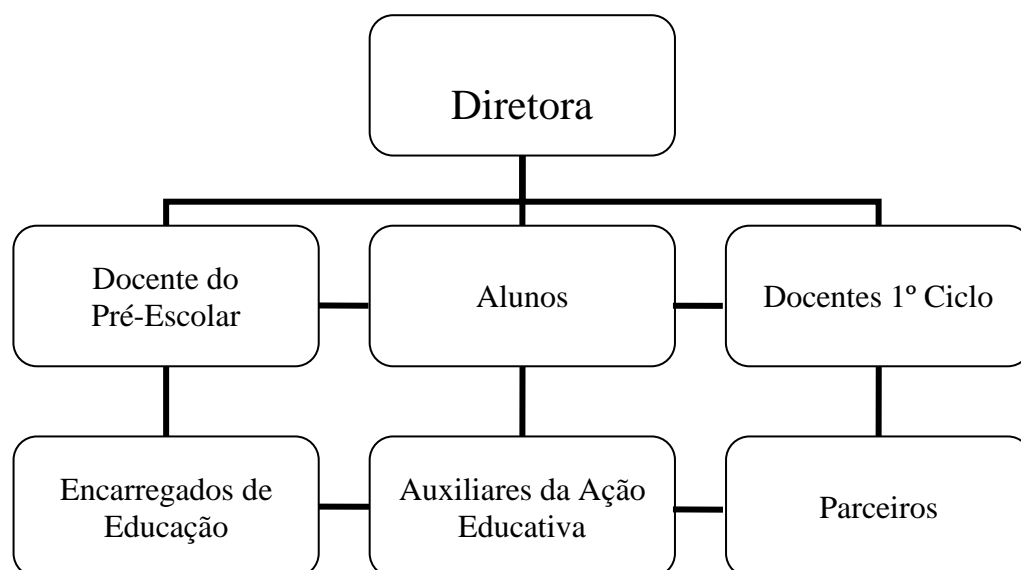 Diretora
Docente do
Pré-Escolar
Alunos
Docentes 1º Ciclo
Encarregados de
Educação
Auxiliares da Ação
Educativa
Parceiros